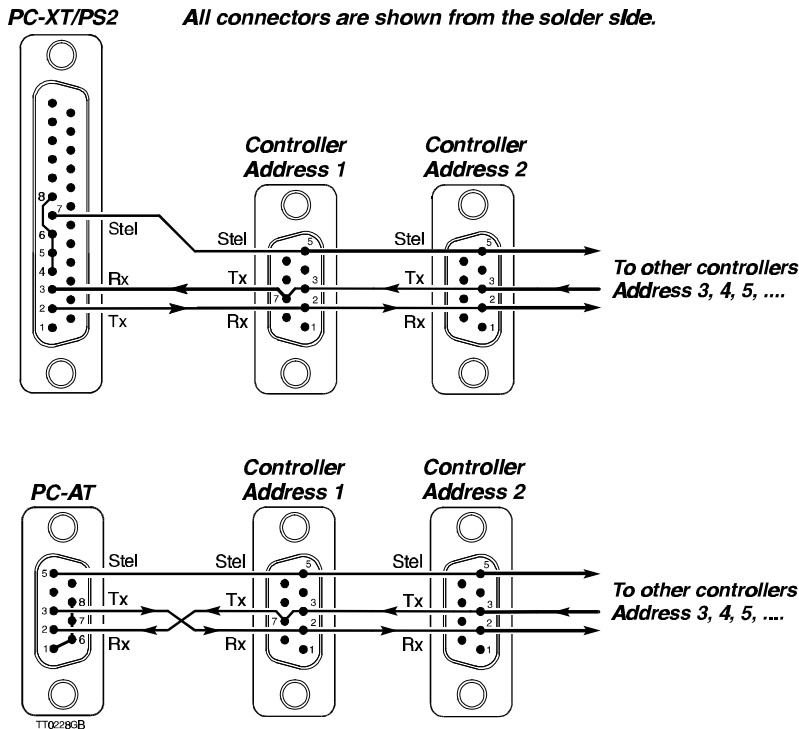 PC-XT/PS2 All connectors are shown from the solder side.
Controller Address 1
Controller Address 2
8
7
6
5
4
3
2
1
Stel
Rx
Tx
Stel
Tx
Rx
5
3
7
2
1
Stel
Tx
Rx
5
3
2
1
To other controllers
Address 3, 4, 5, ....
PC-AT
Controller Address 1
Controller Address 2
5
3
2
1
8
7
6
Stel
Tx
Rx
Stel
Tx
Rx
5
3
7
2
1
Stel
Tx
Rx
5
3
2
1
To other controllers
Address 3, 4, 5, ....
TT0228GB